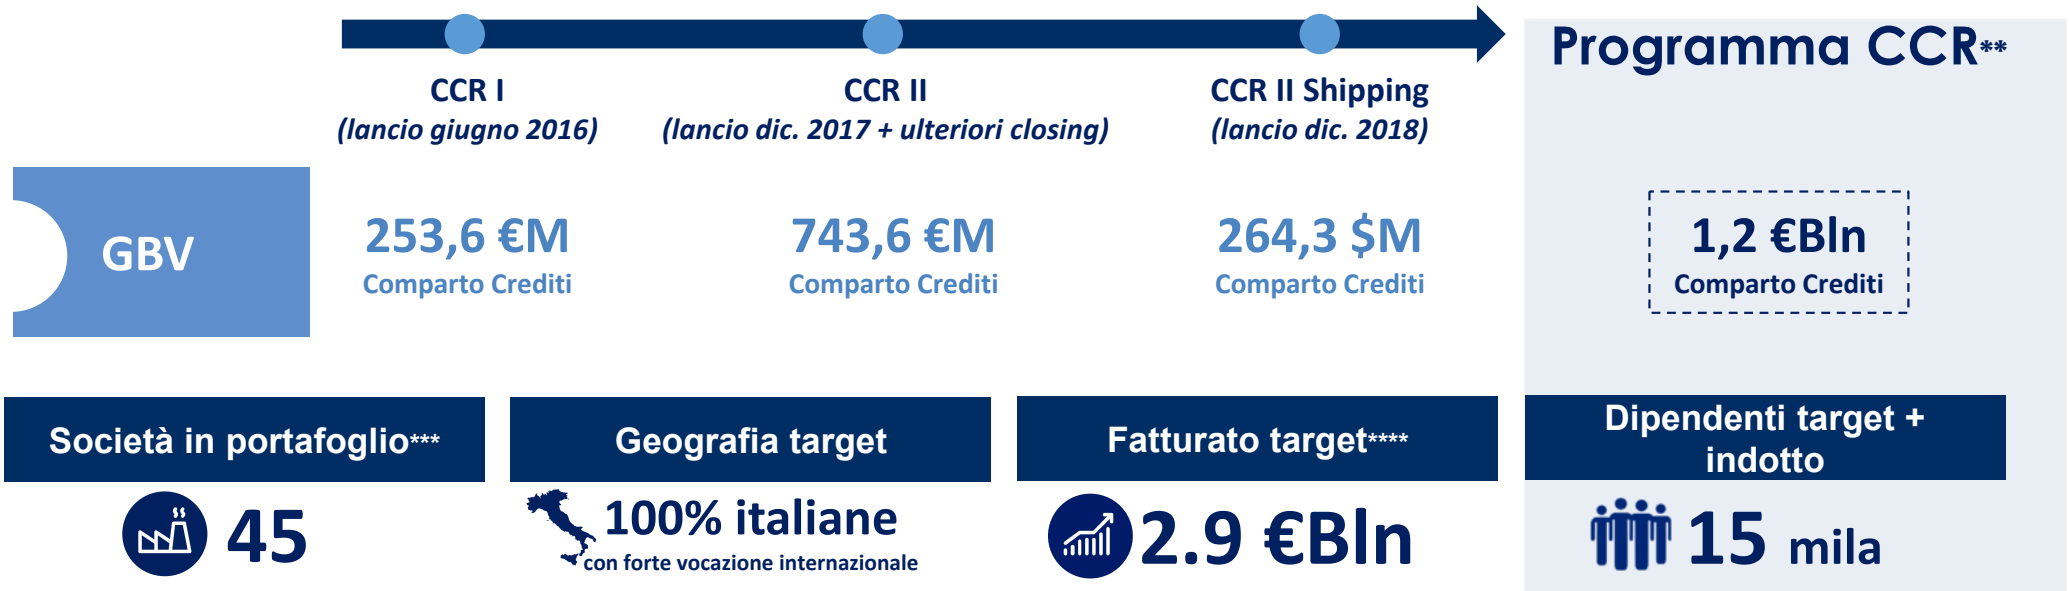 Programma CCR**
CCR I
(lancio giugno 2016)
CCR II
(lancio dic. 2017 + ulteriori closing)
CCR II Shipping
(lancio dic. 2018)
GBV
253,6 €M
Comparto Crediti
743,6 €M
Comparto Crediti
264,3 $M
Comparto Crediti
1,2 €Bln
Comparto Crediti
Società in portafoglio***
45
Geografia target
100% italiane
con forte vocazione internazionale
Fatturato target****
2.9 €Bln
Dipendenti target +
indotto
15 mila